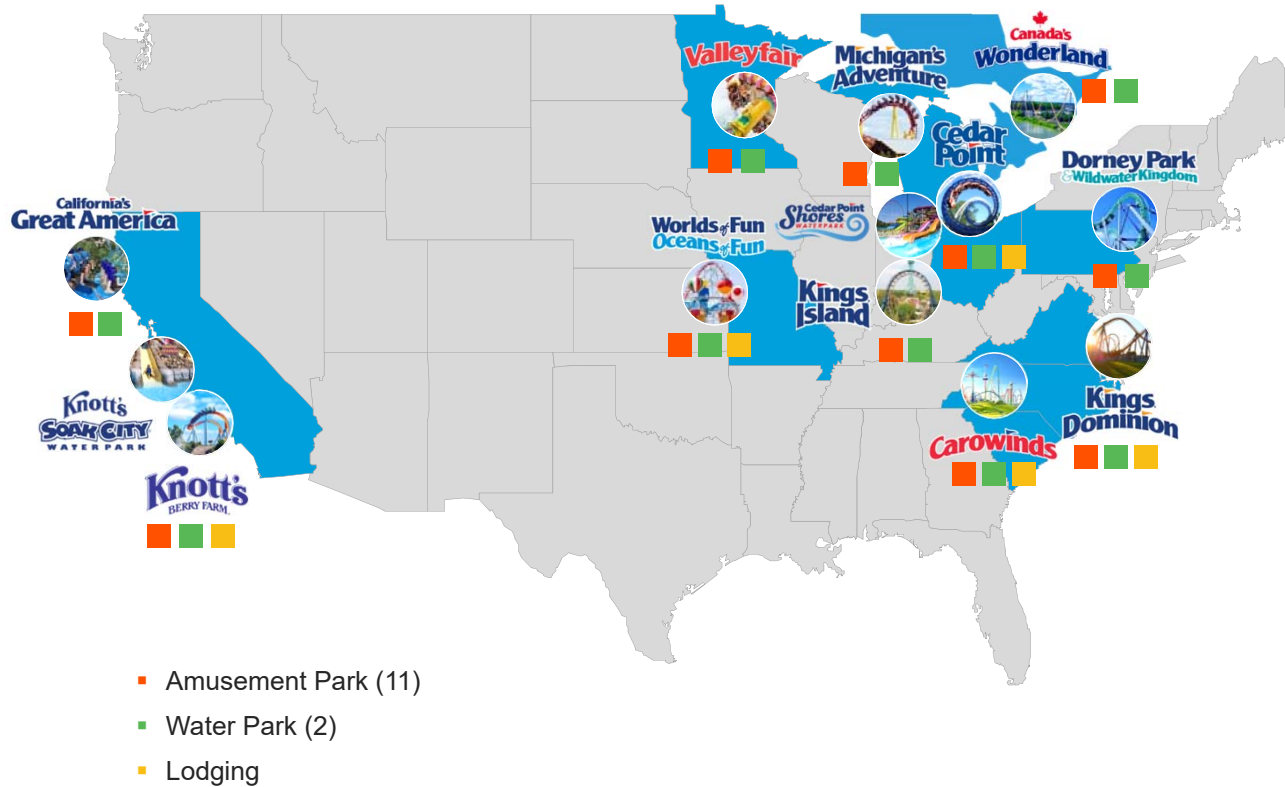 Canada's
Wonderland
Valleyfair
Michigan's
Adventure
Cedar
Point
Dorney Park
&Wildwater Kingdom
California's
Great America
Worlds of Fun
Oceans of Fun
Cedar Point
Shores
WATERPARK
Kings
Island
Knott's
SOAK CITY
WATERPARK
Kings
Dominion
Carowinds
Knott's
BERRY FARM.
Amusement Park (11)
Water Park (2)
Lodging